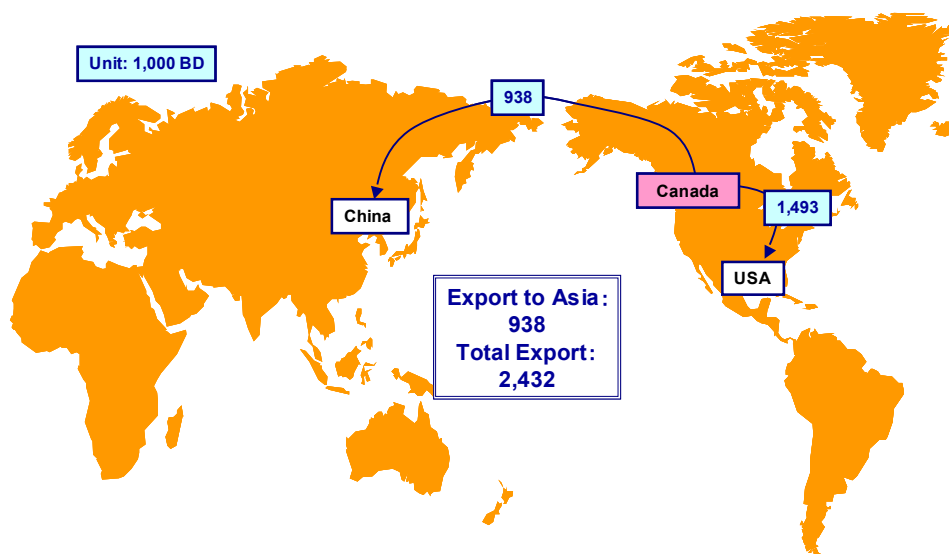 Unit: 1,000 BD
938
Canada
China
1,493
USA
Export to Asia:
938
Total Export:
2,432